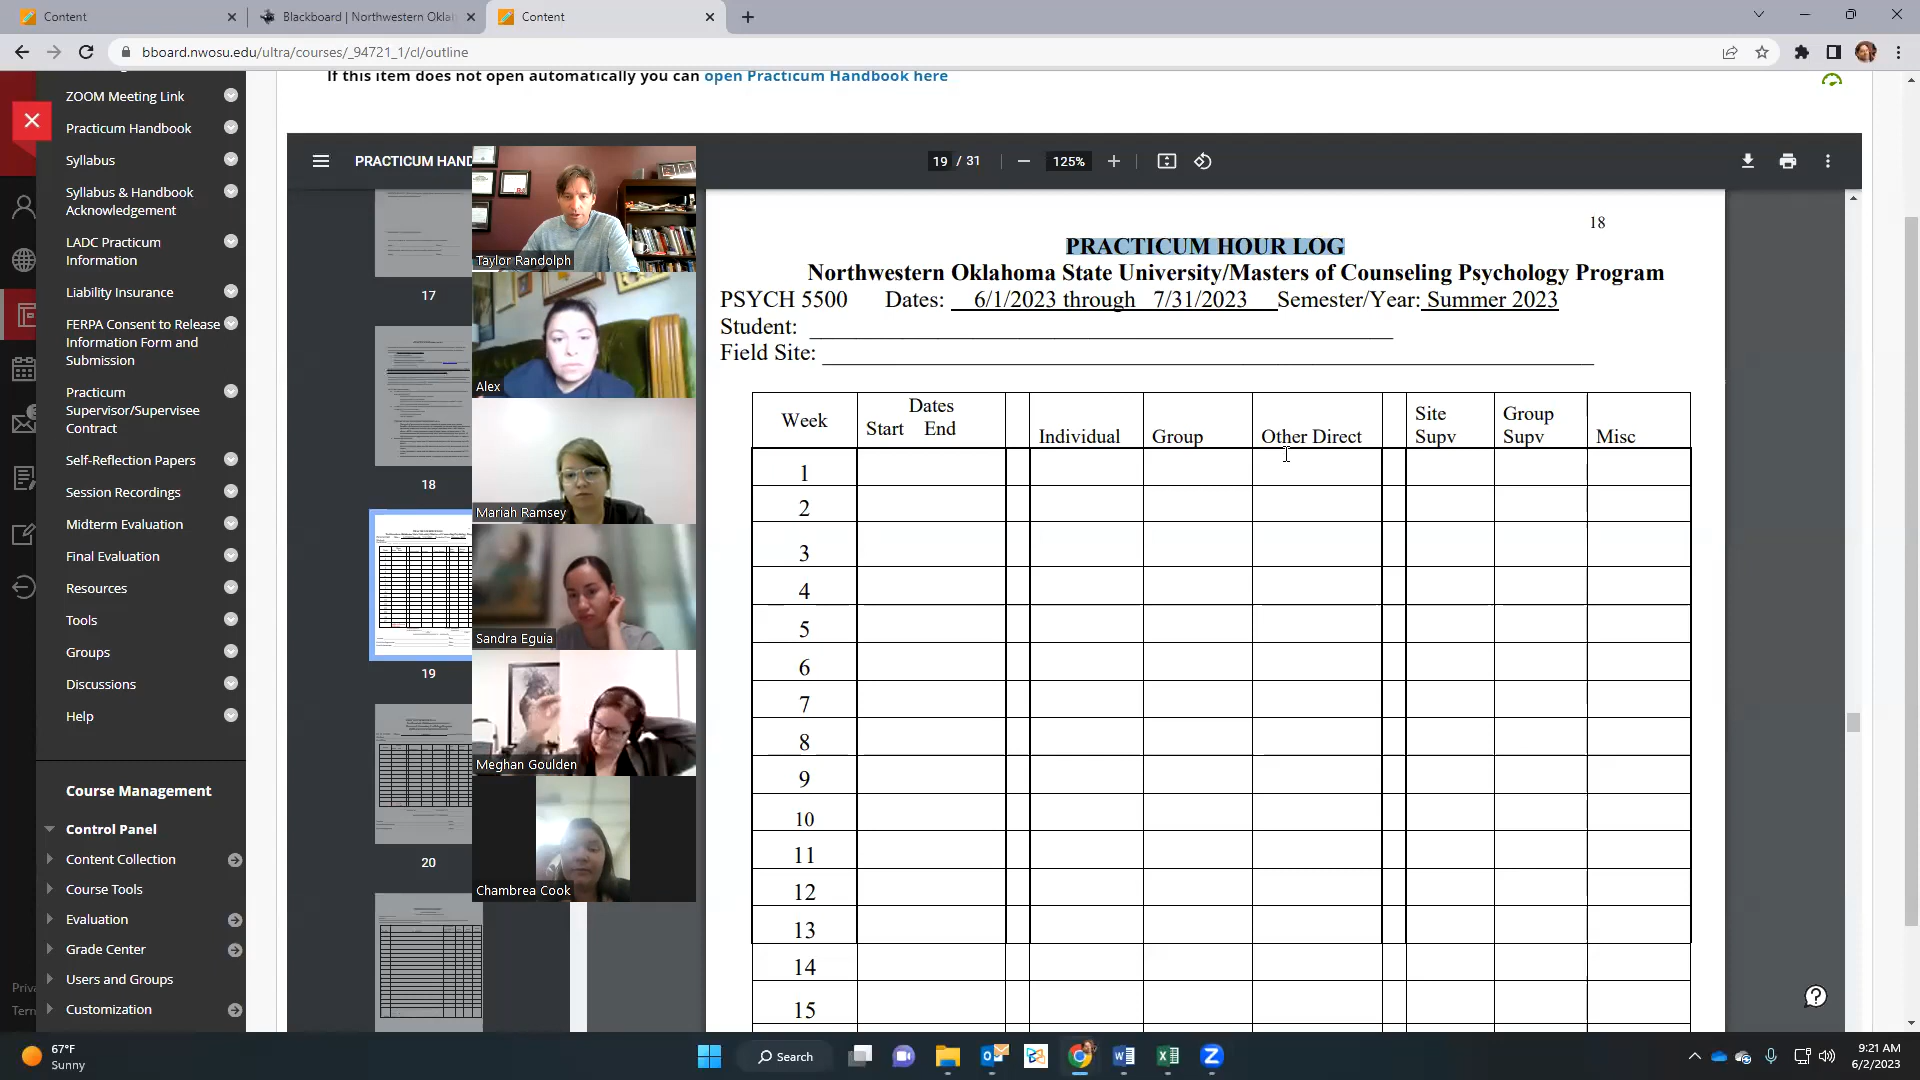 Content
Blackboard | Northwestern Okla
Content
bboard.nwosu.edu/ultra/courses/_94721_1/cl/outline
If this item does not open automatically you can open Practicum Handbook here
ZOOM Meeting Link
Practicum Handbook
Syllabus
Syllabus & Handbook
Acknowledgement
LADC Practicum
Information
Liability Insurance
FERPA Consent to Release
Information Form and
Submission
Practicum
Supervisor/Supervisee
Contract
Self-Reflection Papers
Session Recordings
Midterm Evaluation
Final Evaluation
Resources
Tools
Groups
Discussions
Help
Course Management
Control Panel
Content Collection
Course Tools
Evaluation
Grade Center
Users and Groups
Customization
Priva
Term
PRACTICUM HAND
19 / 31
125%
17
18
19
20
Taylor Randolph
Alex
Mariah Ramsey
Sandra Eguia
Meghan Goulden
Chambrea Cook
18
PRACTICUM HOUR LOG
Northwestern Oklahoma State University/Masters of Counseling Psychology Program
PSYCH 5500 Dates: 6/1/2023 through 7/31/2023 Semester/Year: Summer 2023
Student:
Field Site:
Week Dates Start End Individual Group Other Direct Site Supv Group Supv Misc
1
2
3
4
5
6
7
8
9
10
11
12
13
14
15
67°F
Sunny
Search
9:21 AM
6/2/2023